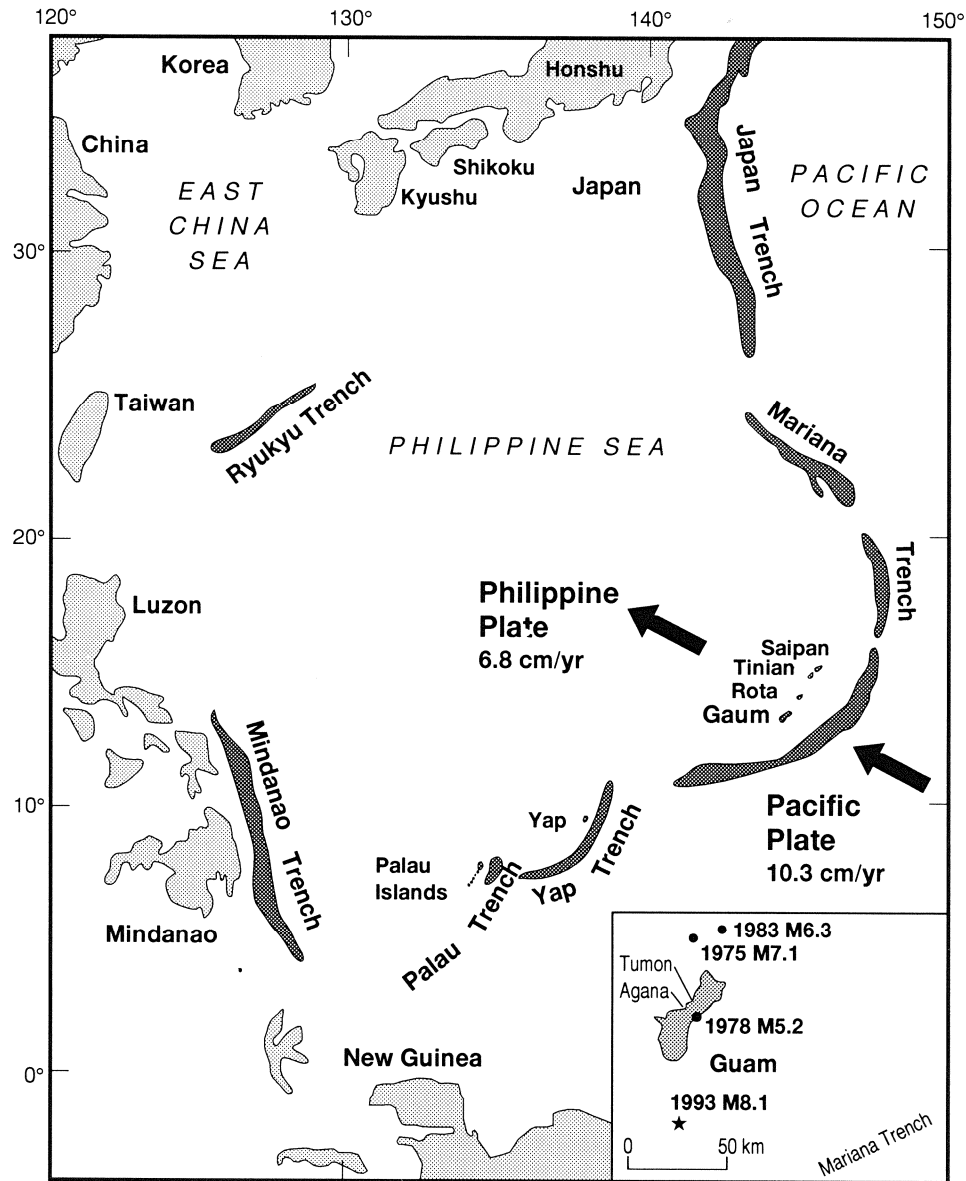 120°
130°
140°
150°
Korea
Honshu
China
Shikoku
Kyushu
Japan
EAST
CHINA
SEA
Japan Trench
PACIFIC
OCEAN
30°
Taiwan
Ryukyu Trench
PHILIPPINE SEA
Mariana
Trench
20°
Luzon
Philippine
Plate
6.8 cm/yr
Saipan
Tinian
Rota
Gaum
Mindanao Trench
10°
Yap
Yap Trench
Palau
Islands
Palau Trench
Pacific
Plate
10.3 cm/yr
Mindanao
0°
New Guinea
1983 M6.3
1975 M7.1
Tumon
Agana
1978 M5.2
Guam
1993 M8.1
0 50 km
Mariana Trench